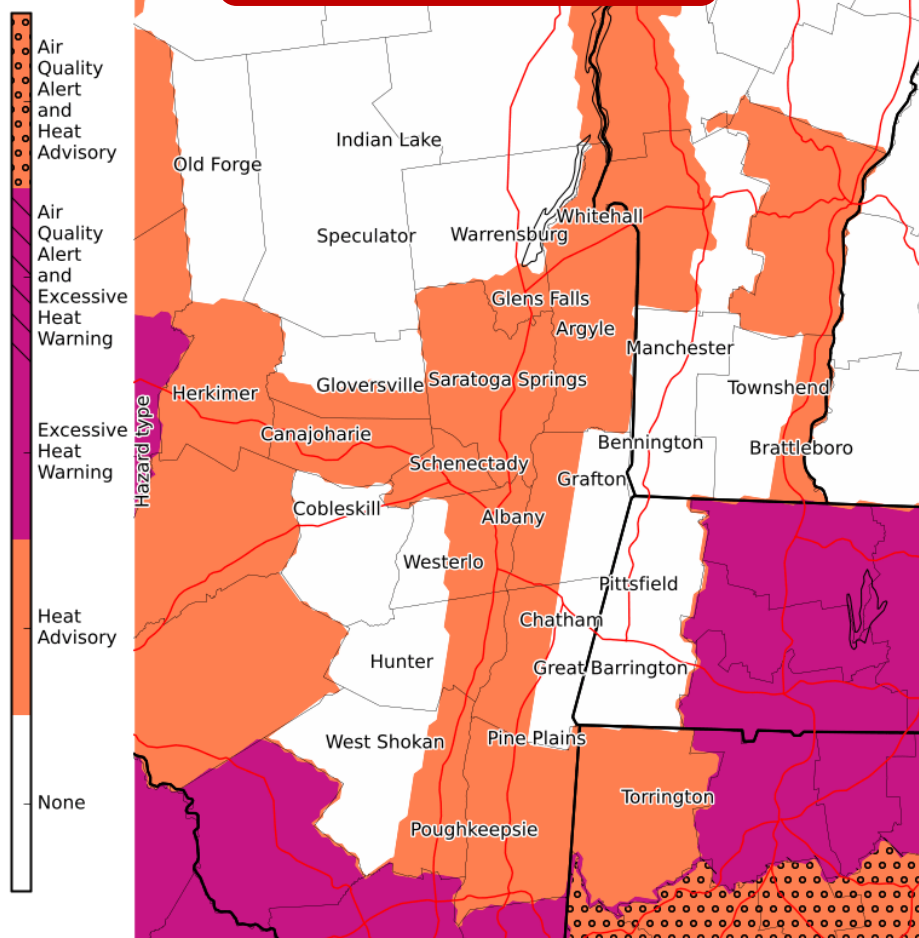 Air
Quality
Alert
and
Heat
Advisory
Air
Quality
Alert
and
Excessive
Heat
Warning
Excessive
Heat
Warning
Heat
Advisory
None
Hazard type
Indian Lake
Old Forge
Whitehall
Speculator
Warrensburg
Glens Falls
Argyle
Manchester
Herkimer
Gloversville
Saratoga Springs
Townshend
Canajoharie
Bennington
Brattleboro
Schenectady
Grafton
Cobleskill
Albany
Westerlo
Pittsfield
Chatham
Hunter
Great Barrington
West Shokan
Pine Plains
Torrington
Poughkeepsie